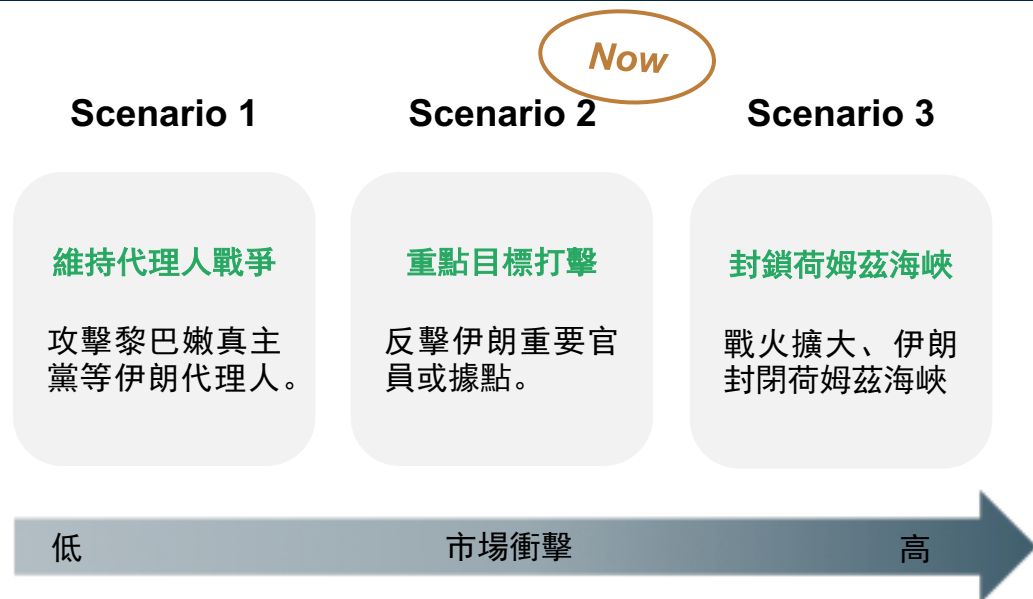 Now
Scenario 1
Scenario 2
Scenario 3
維持代理人戰爭
攻擊黎巴嫩真主
黨等伊朗代理人。
重點目標打擊
反擊伊朗重要官
員或據點。
封鎖荷姆茲海峽
戰火擴大、伊朗
封閉荷姆茲海峽
低
市場衝擊
高